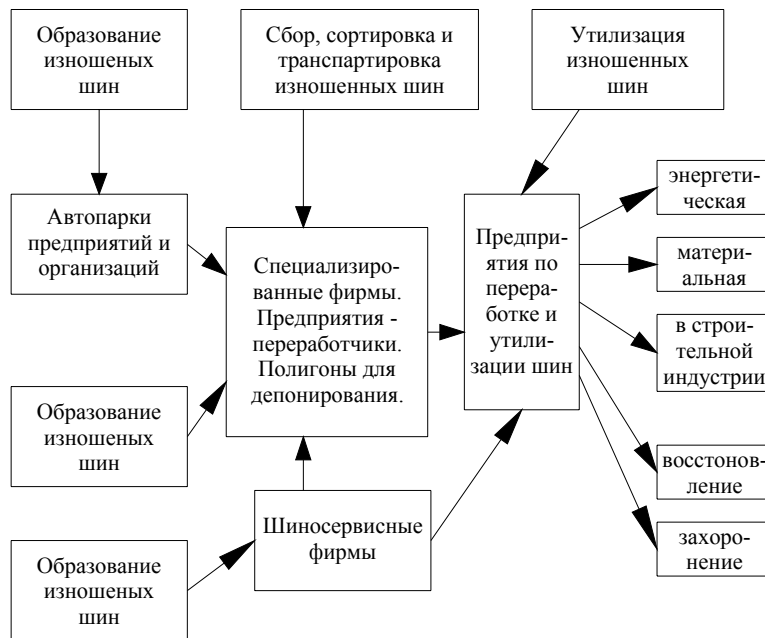 Образование
изношеных
шин
Сбор, сортировка и
транспартировка
изношенных шин
Утилизация
изношенных
шин
Автопарки
предприятий и
организаций
Специализиро-
ванные фирмы.
Предприятия -
переработчики.
Полигоны для
депонирования.
Предпри-
ятия по
перера-
ботке и
утили-
зации шин
энергети-
ческая
матери-
альная
в строи-
тельной
индустрии
восстонов-
ление
захоро-
нение
Образование
изношеных
шин
Шиносервисные
фирмы
Образование
изношеных
шин